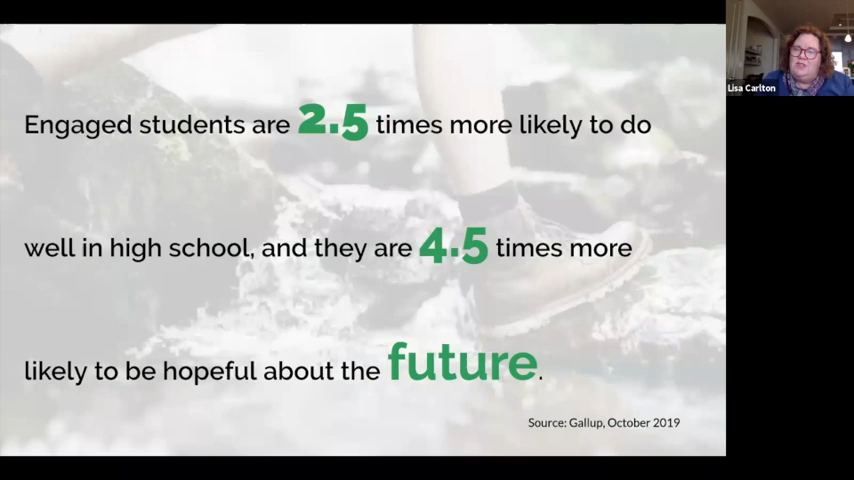 Engaged students are 2.5 times more likely to do
well in high school, and they are 4.5 times more
likely to be hopeful about the future.
Source: Gallup, October 2019
Lisa Carlton